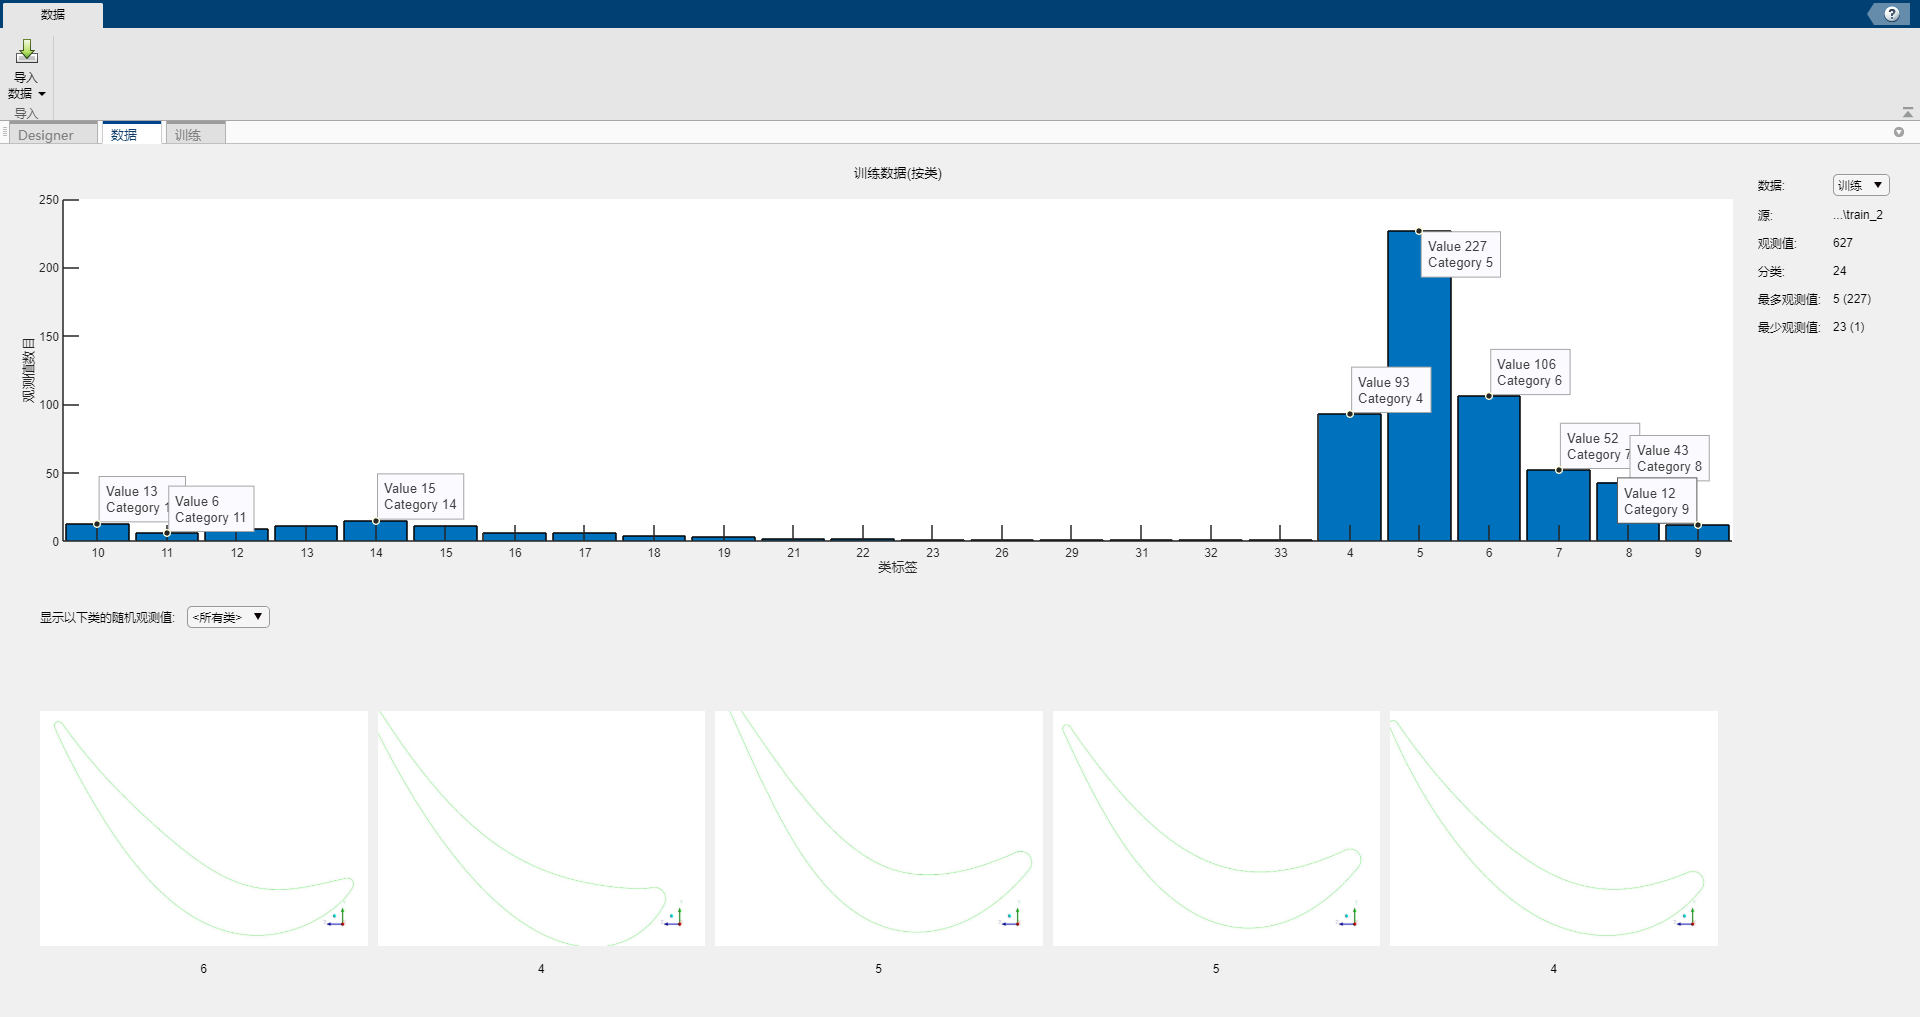 数据
导入
数据
导入
Designer
数据
训练
训练数据(按类)
250
200
150
100
50
0
观测值数目
Value 13
Category 1
Value 6
Category 11
Value 15
Category 14
Value 93
Category 4
Value 227
Category 5
Value 106
Category 6
Value 52
Category 7
Value 43
Category 8
Value 12
Category 9
10 11 12 13 14 15 16 17 18 19 21 22 23 26 29 31 32 33 4 5 6 7 8 9
类标签
数据: 训练
源: ...\train_2
观测值: 627
分类: 24
最多观测值: 5 (227)
最少观测值: 23 (1)
显示以下类的随机观测值: <所有类>
6 4 5 5 4